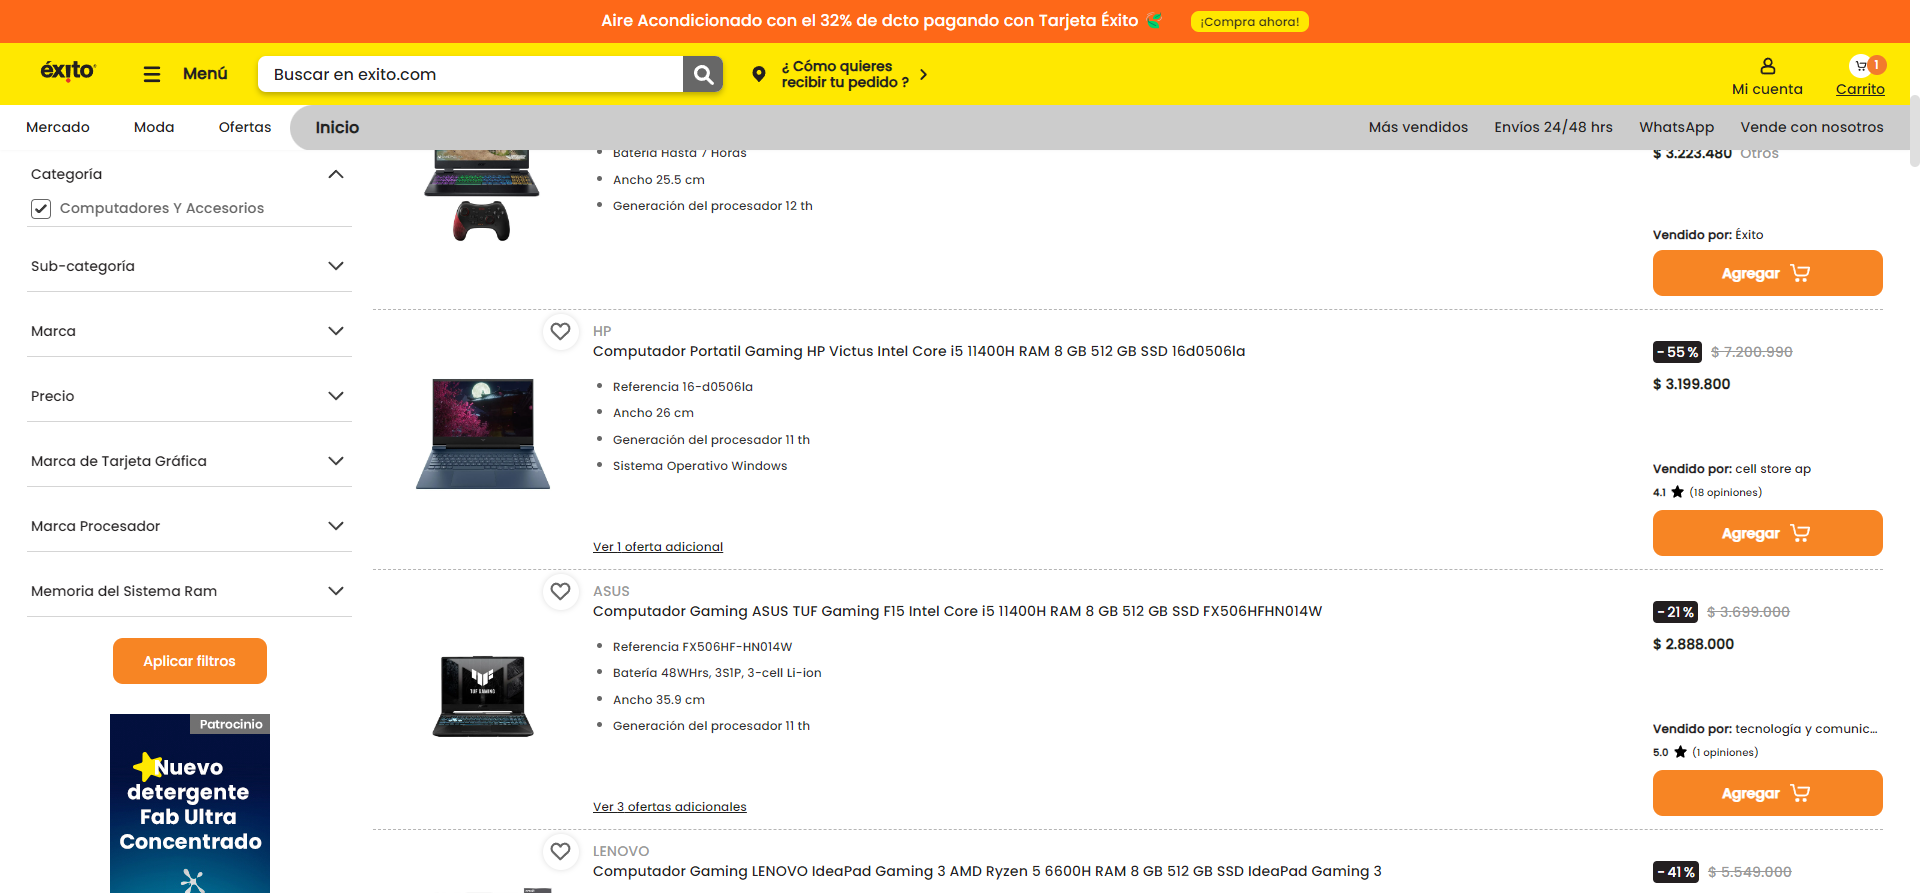 Aire Acondicionado con el 32% de dcto pagando con Tarjeta Éxito
¡Compra ahora!
éxito
Menú
Buscar en exito.com
¿ Cómo quieres
recibir tu pedido ?
1
Mi cuenta
Carrito
Mercado
Moda
Ofertas
Inicio
Más vendidos
Envíos 24/48 hrs
WhatsApp
Vende con nosotros
Categoría
Computadores Y Accesorios
Sub-categoría
Marca
Precio
Marca de Tarjeta Gráfica
Marca Procesador
Memoria del Sistema Ram
Aplicar filtros
Patrocinio
Nuevo
detergente
Fab Ultra
Concentrado
Batería Hasta 7 Horas
Ancho 25.5 cm
Generación del procesador 12 th
$ 3.223.480 Otros
Vendido por: Éxito
Agregar
HP
Computador Portatil Gaming HP Victus Intel Core i5 11400H RAM 8 GB 512 GB SSD 16d0506la
Referencia 16-d0506la
Ancho 26 cm
Generación del procesador 11 th
Sistema Operativo Windows
Ver 1 oferta adicional
- 55 % $ 7.200.990
$ 3.199.800
Vendido por: cell store ap
4.1 (18 opiniones)
Agregar
ASUS
Computador Gaming ASUS TUF Gaming F15 Intel Core i5 11400H RAM 8 GB 512 GB SSD FX506HFHN014W
TUF GAMING
Referencia FX506HF-HN014W
Batería 48WHrs, 3S1P, 3-cell Li-ion
Ancho 35.9 cm
Generación del procesador 11 th
Ver 3 ofertas adicionales
- 21 % $ 3.699.000
$ 2.888.000
Vendido por: tecnología y comunic...
5.0 (1 opiniones)
Agregar
LENOVO
Computador Gaming LENOVO IdeaPad Gaming 3 AMD Ryzen 5 6600H RAM 8 GB 512 GB SSD IdeaPad Gaming 3
- 41 % $ 5.549.000